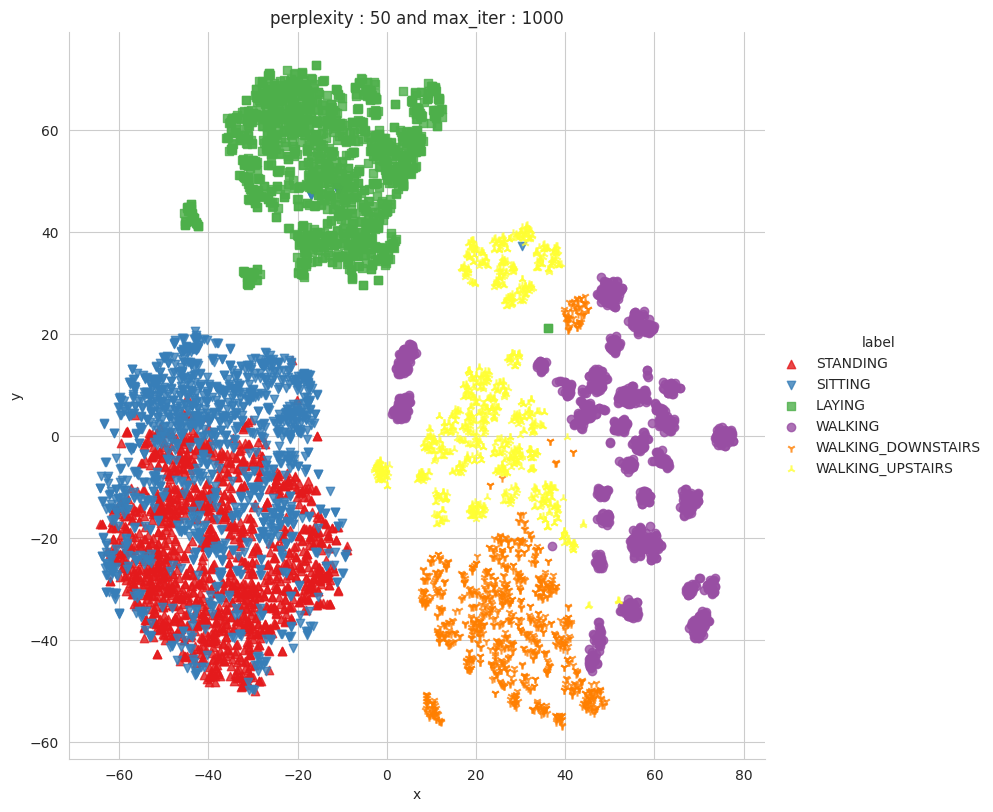 perplexity : 50 and max_iter : 1000
y
60
40
20
0
−20
−40
−60
−60 −40 −20 0 20 40 60 80
x
label
STANDING
SITTING
LAYING
WALKING
WALKING_DOWNSTAIRS
WALKING_UPSTAIRS